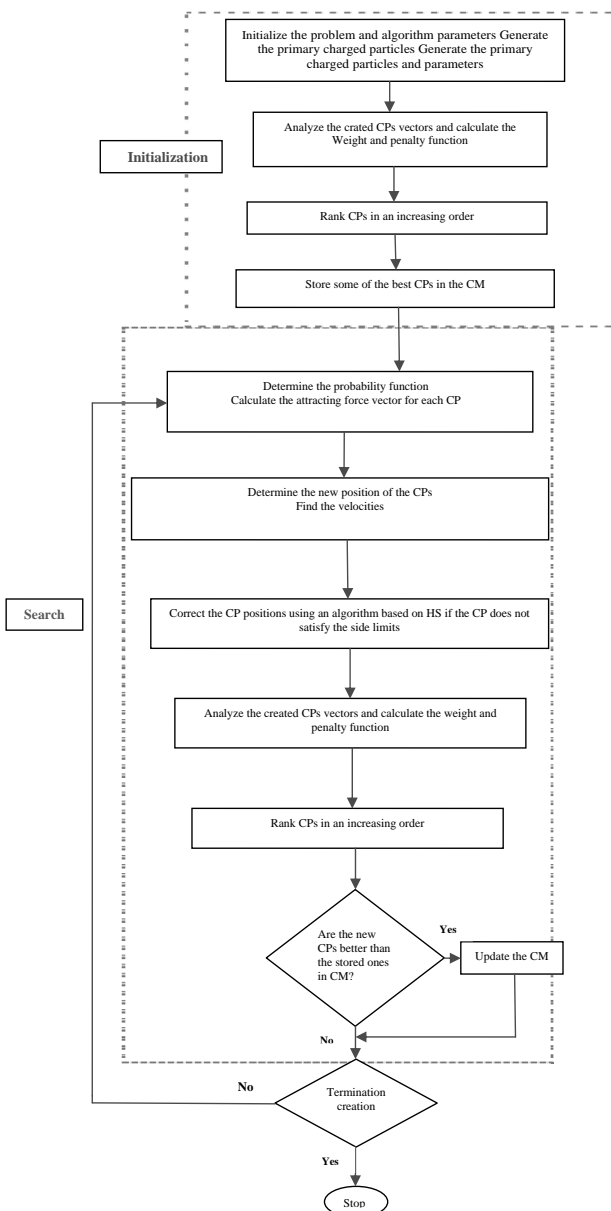 Initialize the problem and algorithm parameters Generate
the primary charged particles Generate the primary
charged particles and parameters
Analyze the crated CPs vectors and calculate the
Weight and penalty function
Initialization
Rank CPs in an increasing order
Store some of the best CPs in the CM
Determine the probability function
Calculate the attracting force vector for each CP
Determine the new position of the CPs
Find the velocities
Search
Correct the CP positions using an algorithm based on HS if the CP does not
satisfy the side limits
Analyze the created CPs vectors and calculate the weight and
penalty function
Rank CPs in an increasing order
Are the new
CPs better than
the stored ones
in CM?
Yes
Update the CM
No
No
Termination
creation
Yes
Stop